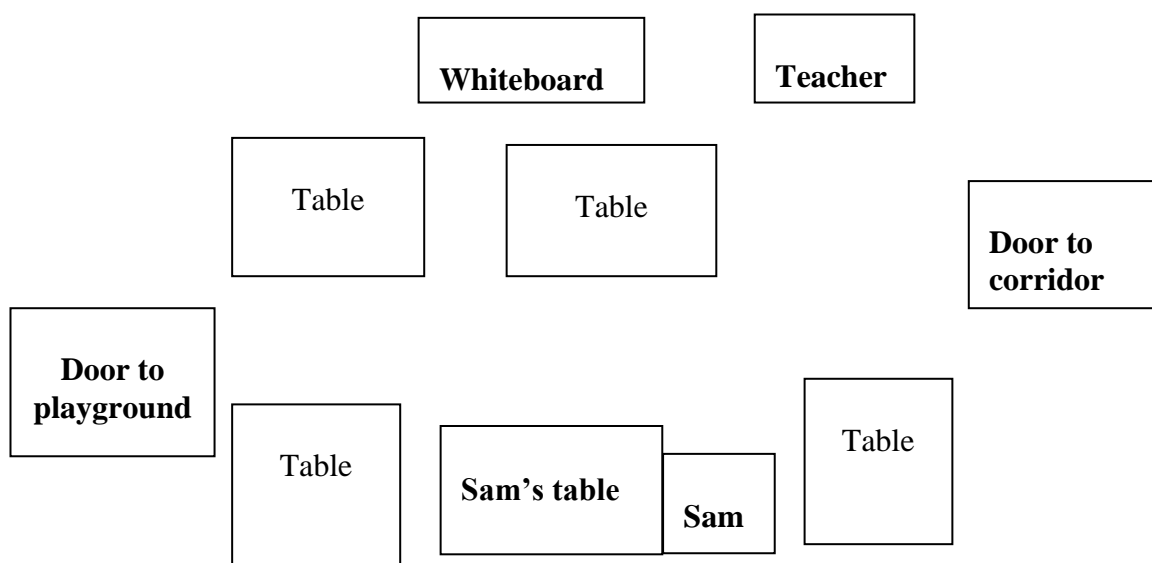 Whiteboard
Teacher
Table
Table
Door to
corridor
Door to
playground
Table
Sam’s table
Sam
Table